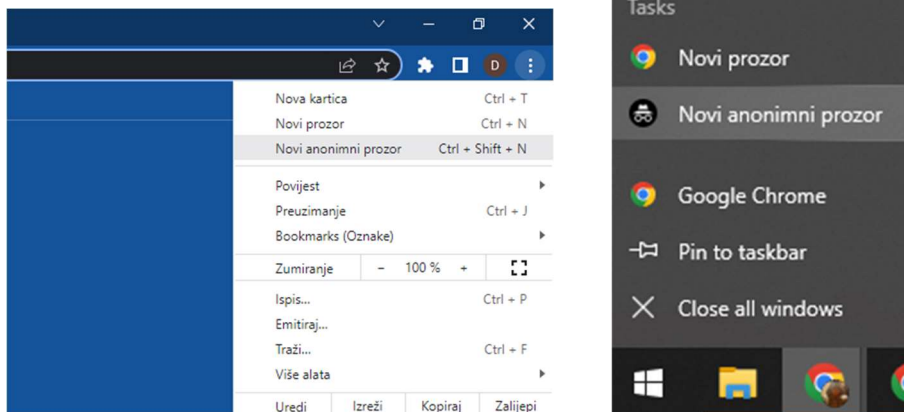 D
Nova kartica Ctrl + T
Novi prozor Ctrl + N
Novi anonimni prozor Ctrl + Shift + N
Povijest
Preuzimanje Ctrl + J
Bookmarks (Oznake)
Zumiranje - 100 % +
Ispis... Ctrl + P
Emitiraj...
Traži... Ctrl + F
Više alata
Uredi Izreži Kopiraj Zalijepi
Tasks
Novi prozor
Novi anonimni prozor
Google Chrome
Pin to taskbar
Close all windows